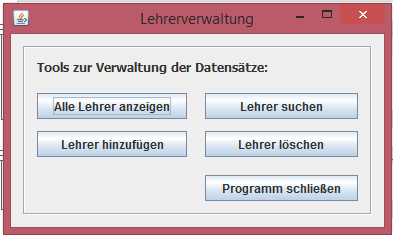 Lehrerverwaltung
Tools zur Verwaltung der Datensätze:
Alle Lehrer anzeigen
Lehrer suchen
Lehrer hinzufügen
Lehrer löschen
Programm schließen